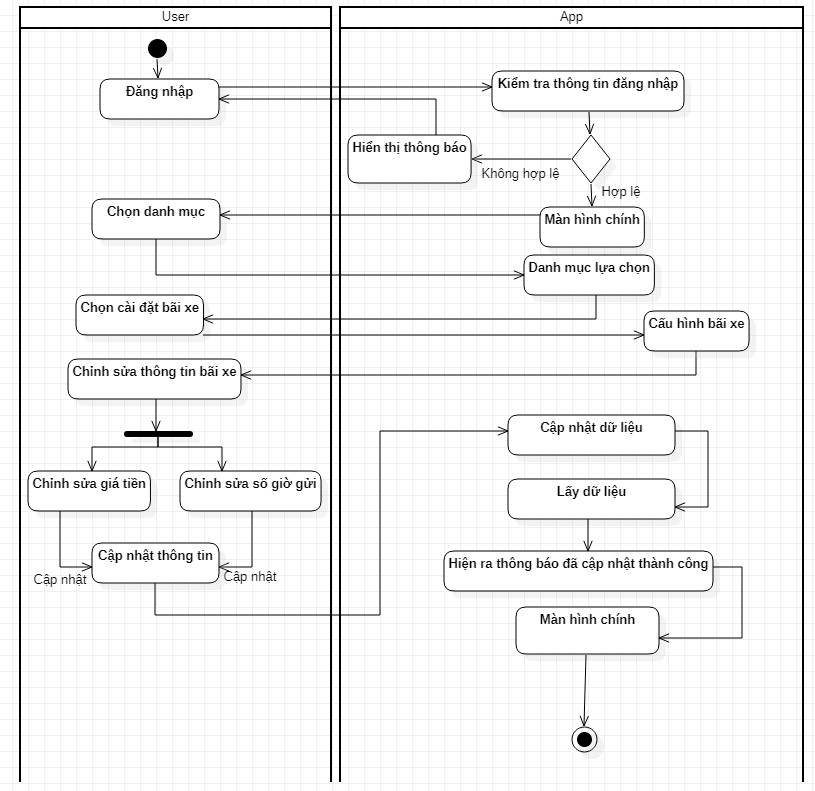 User
App
Đăng nhập
Kiểm tra thông tin đăng nhập
Hiển thị thông báo
Không hợp lệ
Hợp lệ
Chọn danh mục
Màn hình chính
Danh mục lựa chọn
Chọn cài đặt bãi xe
Cấu hình bãi xe
Chỉnh sửa thông tin bãi xe
Cập nhật dữ liệu
Chỉnh sửa giá tiền
Chỉnh sửa số giờ gửi
Lấy dữ liệu
Cập nhật thông tin
Hiện ra thông báo đã cập nhật thành công
Cập nhật
Cập nhật
Màn hình chính